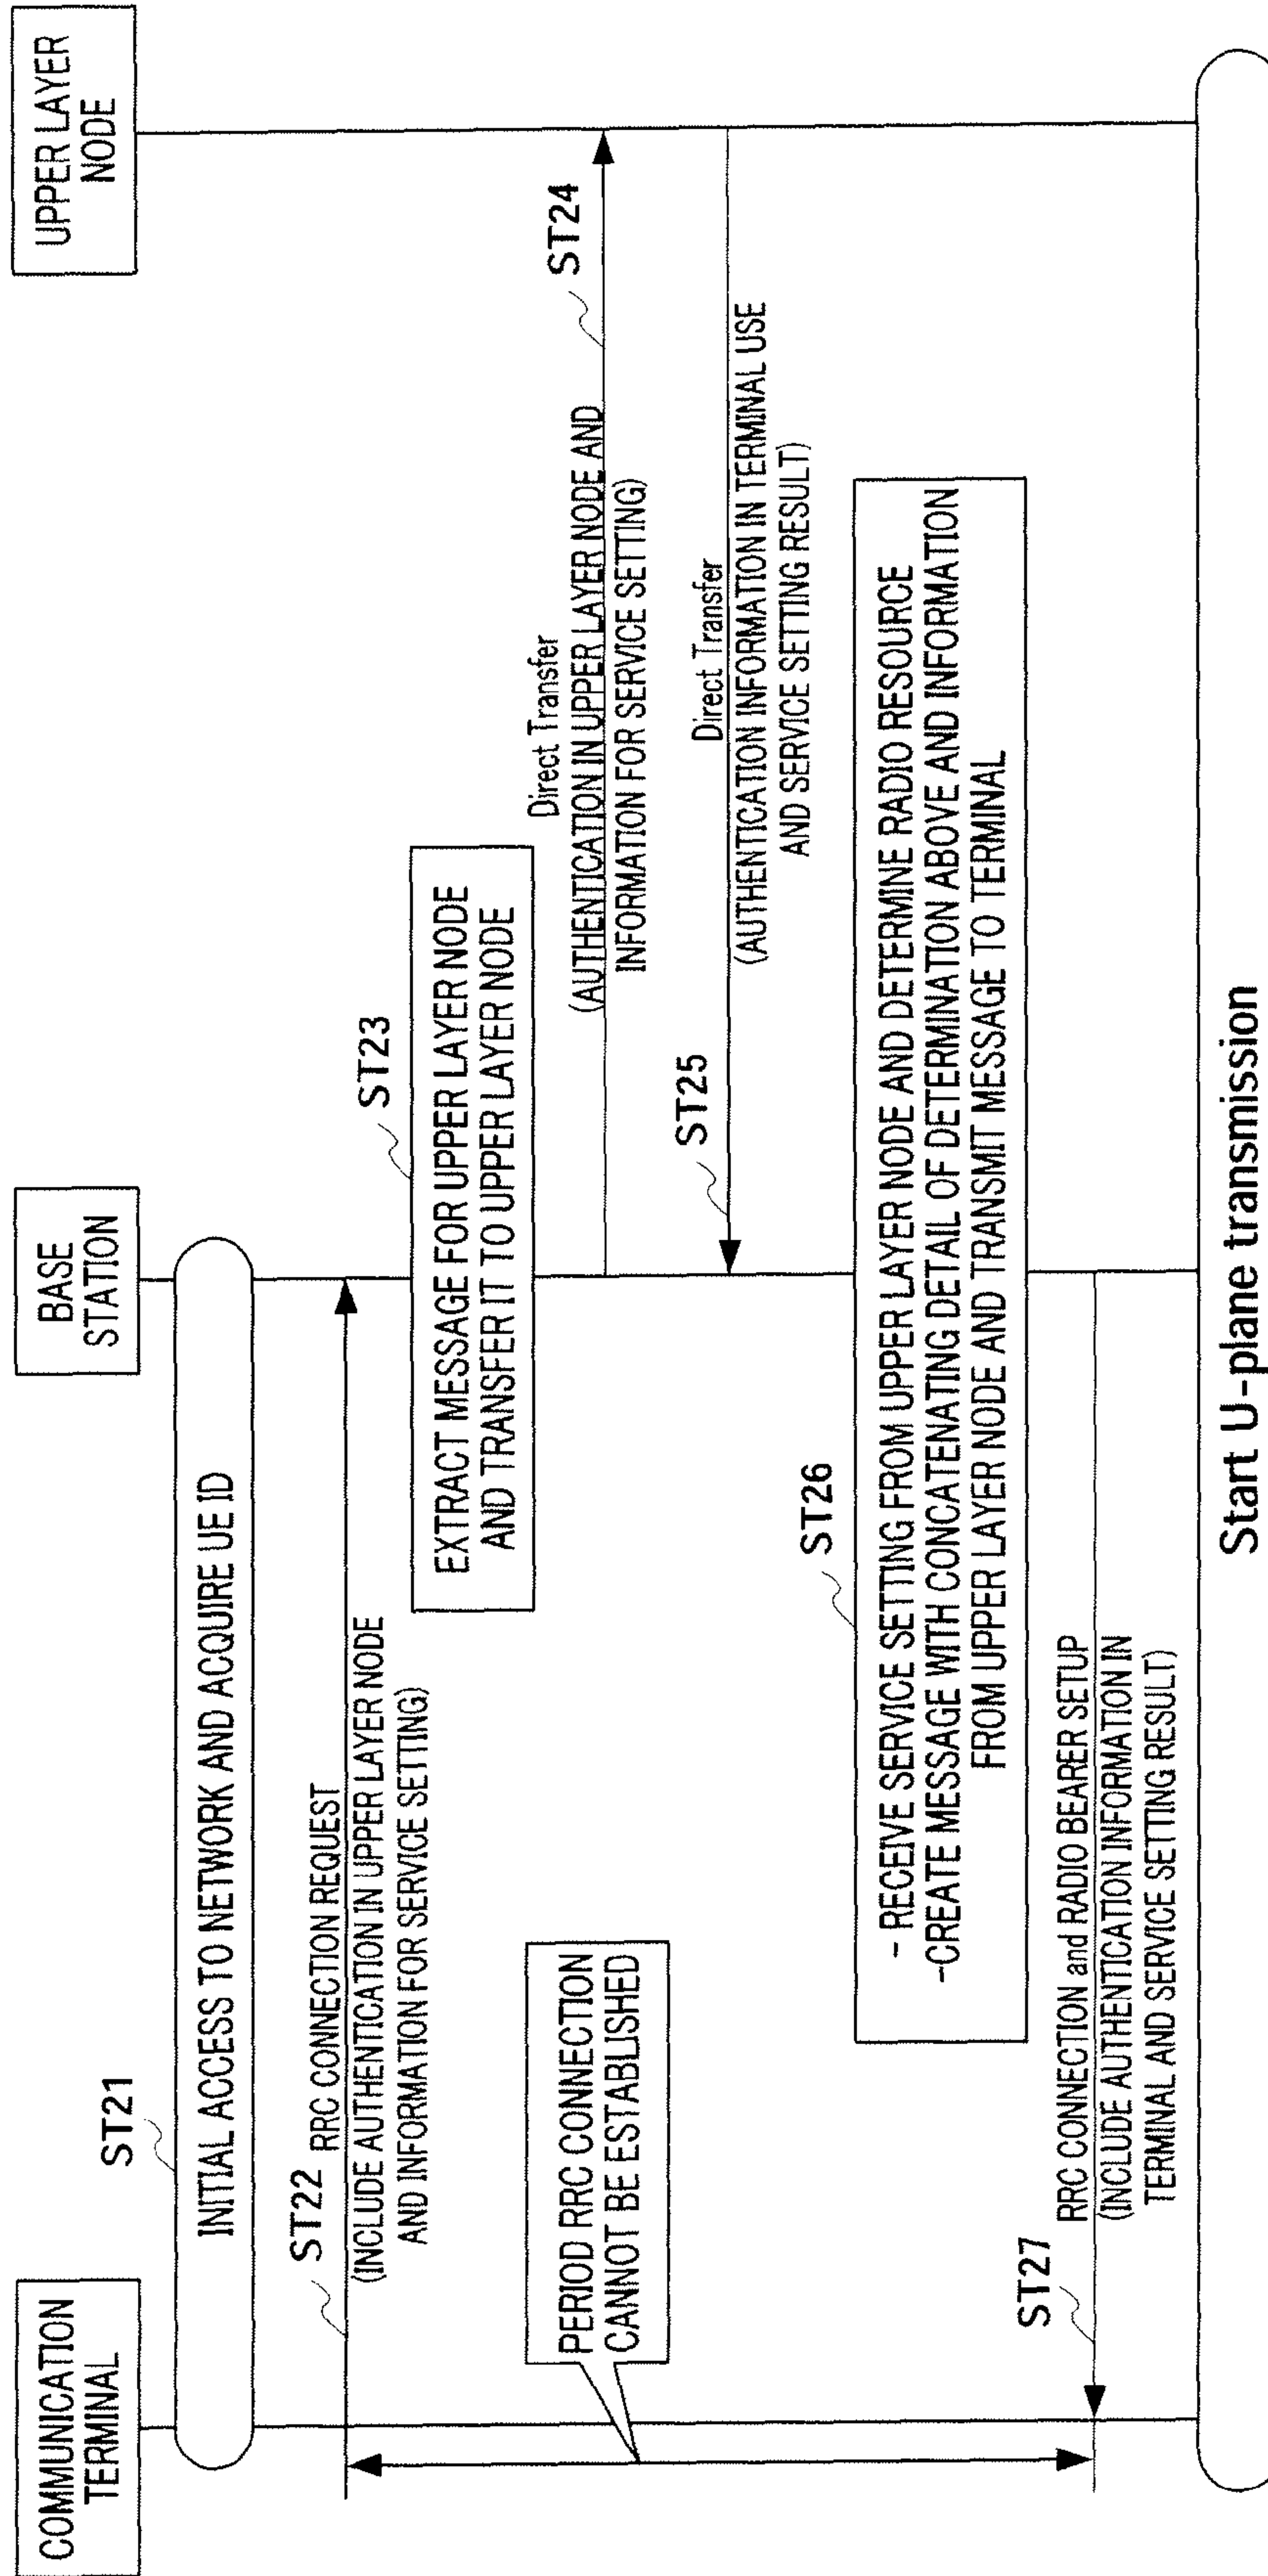 COMMUNICATION
TERMINAL
BASE
STATION
UPPER LAYER
NODE
ST21
INITIAL ACCESS TO NETWORK AND ACQUIRE UE ID
ST22
RRC CONNECTION REQUEST
(INCLUDE AUTHENTICATION IN UPPER LAYER NODE
AND INFORMATION FOR SERVICE SETTING)
ST23
EXTRACT MESSAGE FOR UPPER LAYER NODE
AND TRANSFER IT TO UPPER LAYER NODE
PERIOD RRC CONNECTION
CANNOT BE ESTABLISHED
Direct Transfer
(AUTHENTICATION IN UPPER LAYER NODE AND
INFORMATION FOR SERVICE SETTING)
ST24
ST25
Direct Transfer
(AUTHENTICATION INFORMATION IN TERMINAL USE
AND SERVICE SETTING RESULT)
ST26
- RECEIVE SERVICE SETTING FROM UPPER LAYER NODE AND DETERMINE RADIO RESOURCE
-CREATE MESSAGE WITH CONCATENATING DETAIL OF DETERMINATION ABOVE AND INFORMATION
FROM UPPER LAYER NODE AND TRANSMIT MESSAGE TO TERMINAL
ST27
RRC CONNECTION and RADIO BEARER SETUP
(INCLUDE AUTHENTICATION INFORMATION IN
TERMINAL AND SERVICE SETTING RESULT)
Start U-plane transmission